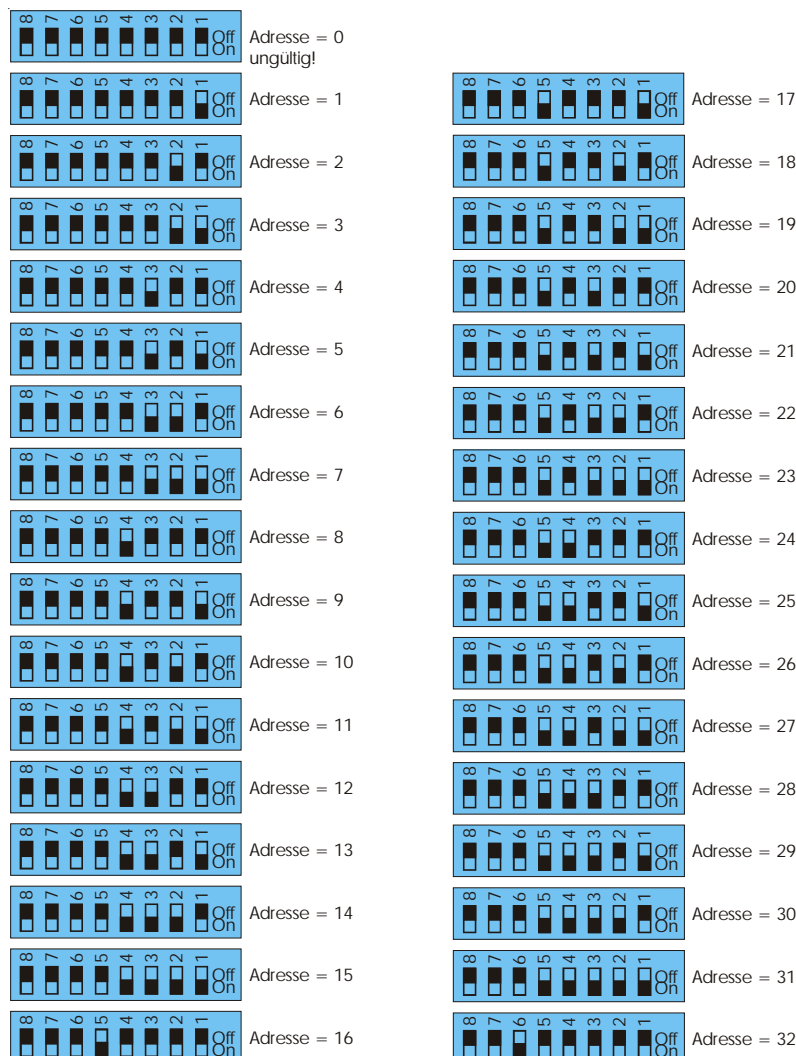 8 7 6 5 4 3 2 1 Off On Adresse = 0
ungültig!
8 7 6 5 4 3 2 1 Off On Adresse = 1
8 7 6 5 4 3 2 1 Off On Adresse = 2
8 7 6 5 4 3 2 1 Off On Adresse = 3
8 7 6 5 4 3 2 1 Off On Adresse = 4
8 7 6 5 4 3 2 1 Off On Adresse = 5
8 7 6 5 4 3 2 1 Off On Adresse = 6
8 7 6 5 4 3 2 1 Off On Adresse = 7
8 7 6 5 4 3 2 1 Off On Adresse = 8
8 7 6 5 4 3 2 1 Off On Adresse = 9
8 7 6 5 4 3 2 1 Off On Adresse = 10
8 7 6 5 4 3 2 1 Off On Adresse = 11
8 7 6 5 4 3 2 1 Off On Adresse = 12
8 7 6 5 4 3 2 1 Off On Adresse = 13
8 7 6 5 4 3 2 1 Off On Adresse = 14
8 7 6 5 4 3 2 1 Off On Adresse = 15
8 7 6 5 4 3 2 1 Off On Adresse = 16
8 7 6 5 4 3 2 1 Off On Adresse = 17
8 7 6 5 4 3 2 1 Off On Adresse = 18
8 7 6 5 4 3 2 1 Off On Adresse = 19
8 7 6 5 4 3 2 1 Off On Adresse = 20
8 7 6 5 4 3 2 1 Off On Adresse = 21
8 7 6 5 4 3 2 1 Off On Adresse = 22
8 7 6 5 4 3 2 1 Off On Adresse = 23
8 7 6 5 4 3 2 1 Off On Adresse = 24
8 7 6 5 4 3 2 1 Off On Adresse = 25
8 7 6 5 4 3 2 1 Off On Adresse = 26
8 7 6 5 4 3 2 1 Off On Adresse = 27
8 7 6 5 4 3 2 1 Off On Adresse = 28
8 7 6 5 4 3 2 1 Off On Adresse = 29
8 7 6 5 4 3 2 1 Off On Adresse = 30
8 7 6 5 4 3 2 1 Off On Adresse = 31
8 7 6 5 4 3 2 1 Off On Adresse = 32